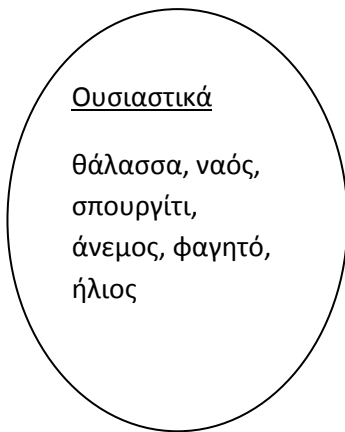 Ουσιαστικά
θάλασσα, ναός,
σπουργίτι,
άνεμος, φαγητό,
ήλιος